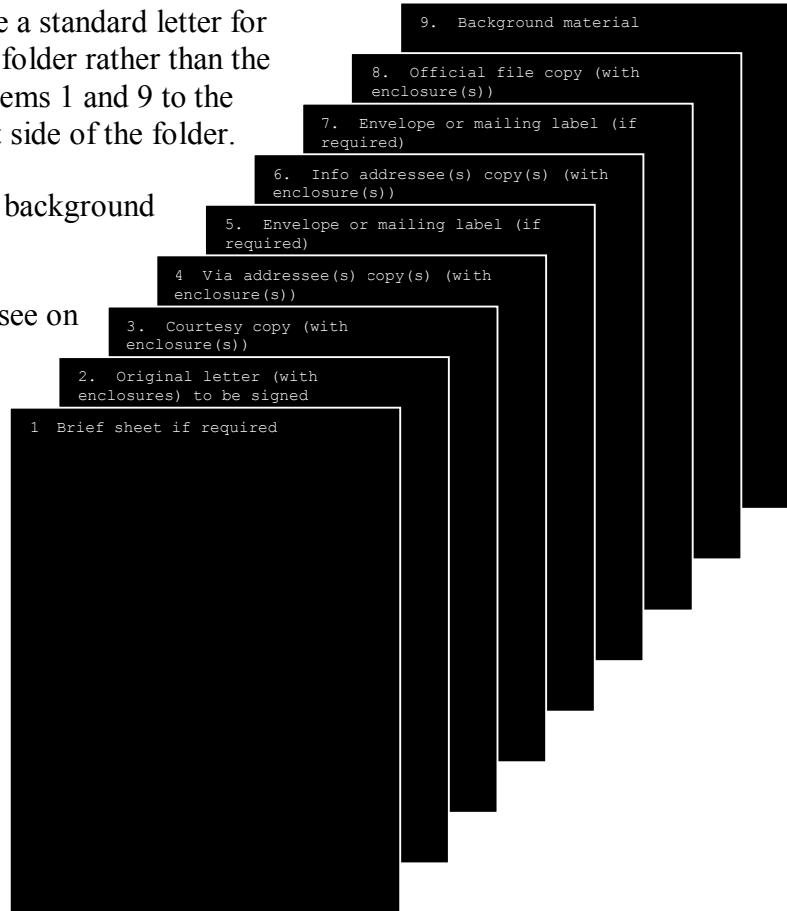 e a standard letter for
folder rather than the
ems 1 and 9 to the
t side of the folder.
background
see on
9. Background material
8. Official file copy (with
enclosure(s))
7. Envelope or mailing label (if
required)
6. Info addressee(s) copy(s) (with
enclosure(s))
5. Envelope or mailing label (if
required)
4 Via addressee(s) copy(s) (with
enclosure(s))
3. Courtesy copy (with
enclosure(s))
2. Original letter (with
enclosures) to be signed
1 Brief sheet if required